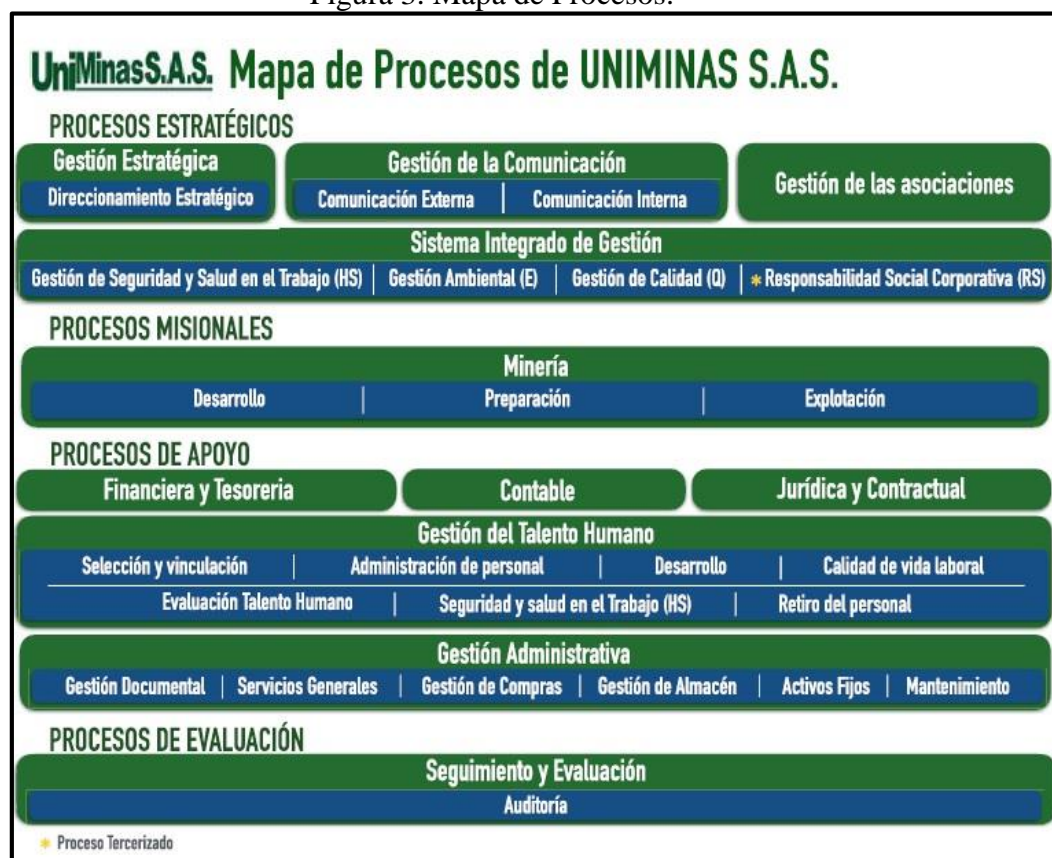 Figura 3. Mapa de Procesos.
UniMinas S.A.S. Mapa de Procesos de UNIMINAS S.A.S.
PROCESOS ESTRATÉGICOS
Gestión Estratégica
Direccionamiento Estratégico
Gestión de la Comunicación
Comunicación Externa | Comunicación Interna
Gestión de las asociaciones
Sistema Integrado de Gestión
Gestión de Seguridad y Salud en el Trabajo (HS) | Gestión Ambiental (E) | Gestión de Calidad (Q) | * Responsabilidad Social Corporativa (RS)
PROCESOS MISIONALES
Minería
Desarrollo | Preparación | Explotación
PROCESOS DE APOYO
Financiera y Tesoreria
Contable
Jurídica y Contractual
Gestión del Talento Humano
Selección y vinculación | Administración de personal | Desarrollo | Calidad de vida laboral
Evaluación Talento Humano | Seguridad y salud en el Trabajo (HS) | Retiro del personal
Gestión Administrativa
Gestión Documental | Servicios Generales | Gestión de Compras | Gestión de Almacén | Activos Fijos | Mantenimiento
PROCESOS DE EVALUACIÓN
Seguimiento y Evaluación
Auditoría
* Proceso Tercerizado